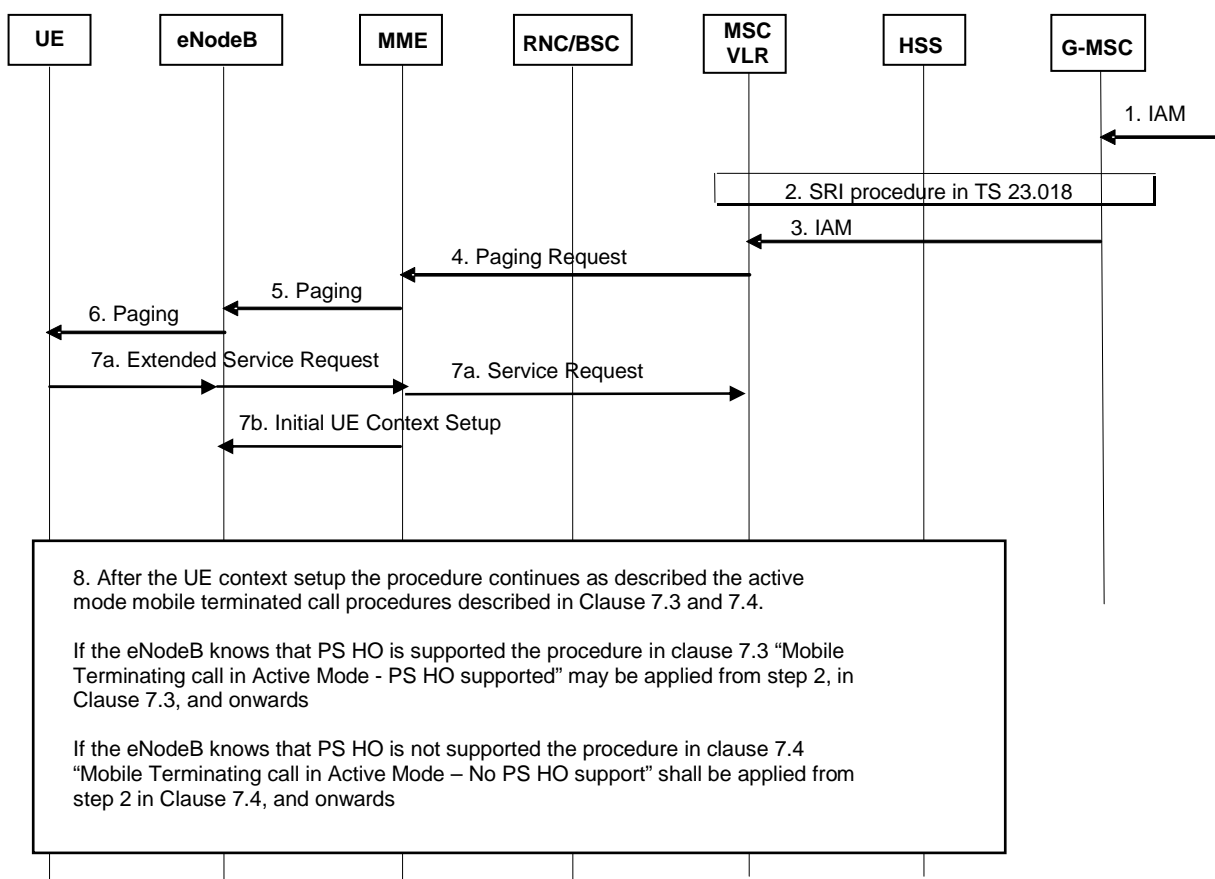 UE
eNodeB
MME
RNC/BSC
MSC
VLR
HSS
G-MSC
1. IAM
2. SRI procedure in TS 23.018
3. IAM
4. Paging Request
5. Paging
6. Paging
7a. Extended Service Request
7a. Service Request
7b. Initial UE Context Setup
8. After the UE context setup the procedure continues as described the active
mode mobile terminated call procedures described in Clause 7.3 and 7.4.
If the eNodeB knows that PS HO is supported the procedure in clause 7.3 “Mobile
Terminating call in Active Mode - PS HO supported” may be applied from step 2, in
Clause 7.3, and onwards
If the eNodeB knows that PS HO is not supported the procedure in clause 7.4
“Mobile Terminating call in Active Mode – No PS HO support” shall be applied from
step 2 in Clause 7.4, and onwards